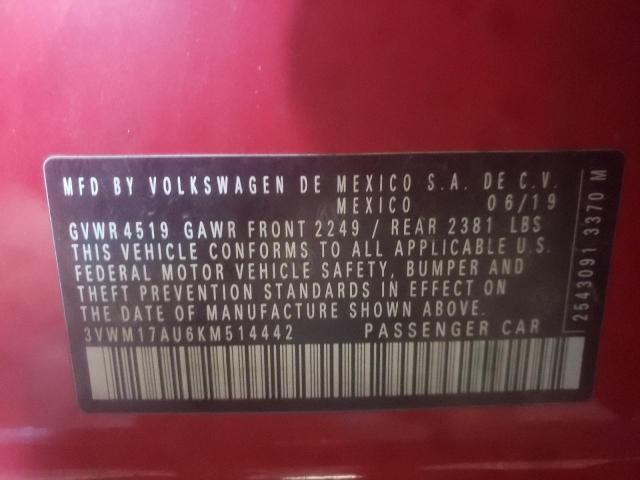 MFD BY VOLKSWAGEN DE MEXICO S.A. DE C.V.
MEXICO 06/19
GVWR 4519 GAWR FRONT 2249 / REAR 2381 LBS
THIS VEHICLE CONFORMS TO ALL APPLICABLE U.S.
FEDERAL MOTOR VEHICLE SAFETY, BUMPER AND
THEFT PREVENTION STANDARDS IN EFFECT ON
THE DATE OF MANUFACTURE SHOWN ABOVE.
3VWM17AU6KM514442 PASSENGER CAR
2543091 3370 M